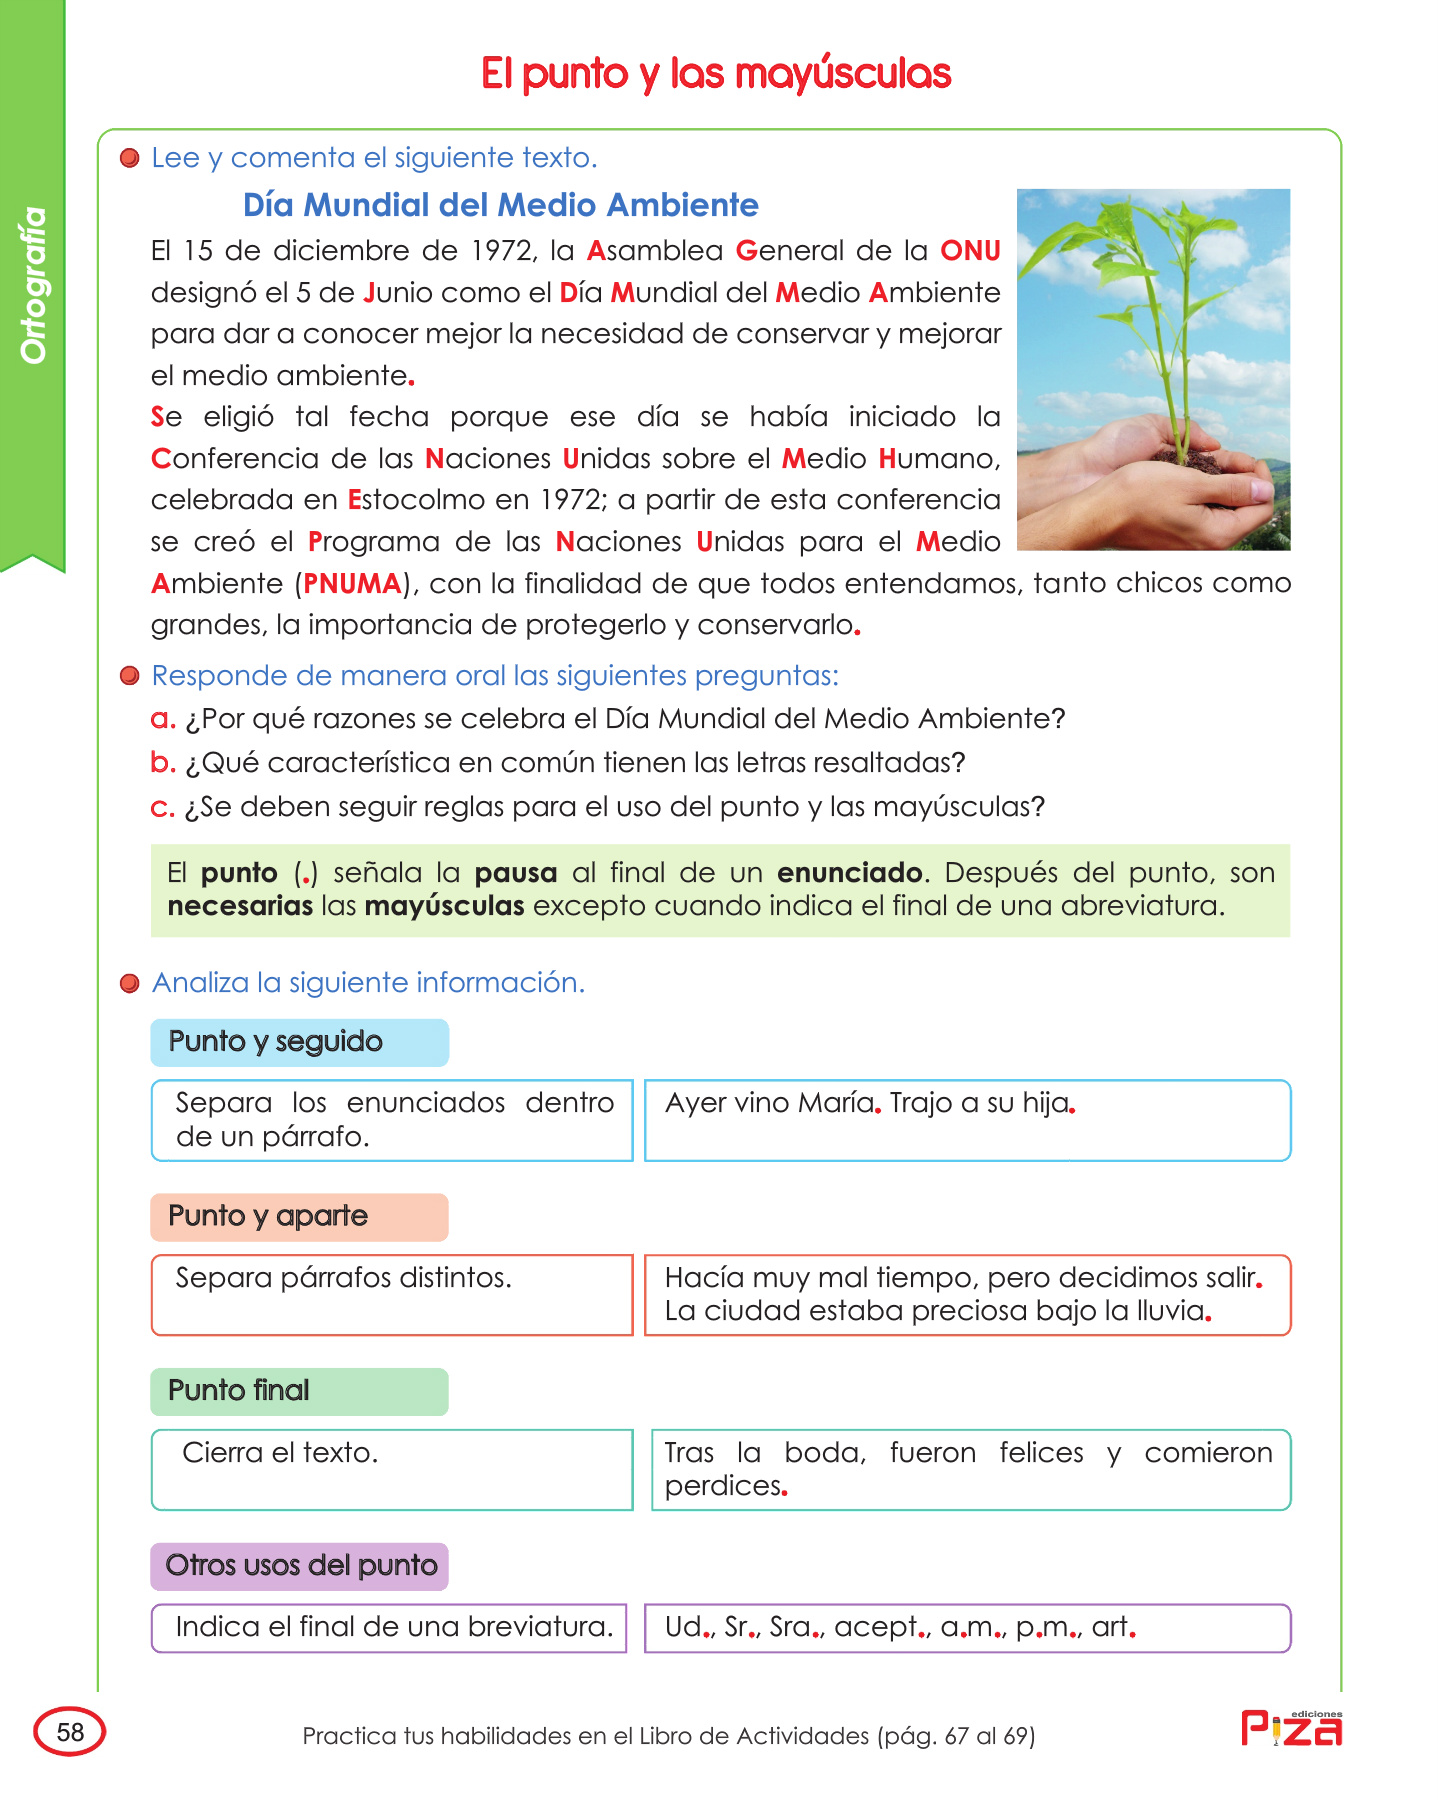 El punto y las mayúsculas
Ortografía
Lee y comenta el siguiente texto.
Día Mundial del Medio Ambiente
El 15 de diciembre de 1972, la Asamblea General de la ONU
designó el 5 de Junio como el Día Mundial del Medio Ambiente
para dar a conocer mejor la necesidad de conservar y mejorar
el medio ambiente.
Se eligió tal fecha porque ese día se había iniciado la
Conferencia de las Naciones Unidas sobre el Medio Humano,
celebrada en Estocolmo en 1972; a partir de esta conferencia
se creó el Programa de las Naciones Unidas para el Medio
Ambiente (PNUMA), con la finalidad de que todos entendamos, tanto chicos como
grandes, la importancia de protegerlo y conservarlo.
Responde de manera oral las siguientes preguntas:
a. ¿Por qué razones se celebra el Día Mundial del Medio Ambiente?
b. ¿Qué característica en común tienen las letras resaltadas?
c. ¿Se deben seguir reglas para el uso del punto y las mayúsculas?
El punto (.) señala la pausa al final de un enunciado. Después del punto, son
necesarias las mayúsculas excepto cuando indica el final de una abreviatura.
Analiza la siguiente información.
Punto y seguido
Separa los enunciados dentro
de un párrafo.
Ayer vino María. Trajo a su hija.
Punto y aparte
Separa párrafos distintos.
Hacía muy mal tiempo, pero decidimos salir.
La ciudad estaba preciosa bajo la lluvia.
Punto final
Cierra el texto.
Tras la boda, fueron felices y comieron
perdices.
Otros usos del punto
Indica el final de una breviatura.
Ud., Sr., Sra., acept., a.m., p.m., art.
58
Practica tus habilidades en el Libro de Actividades (pág. 67 al 69)
ediciones
Piza